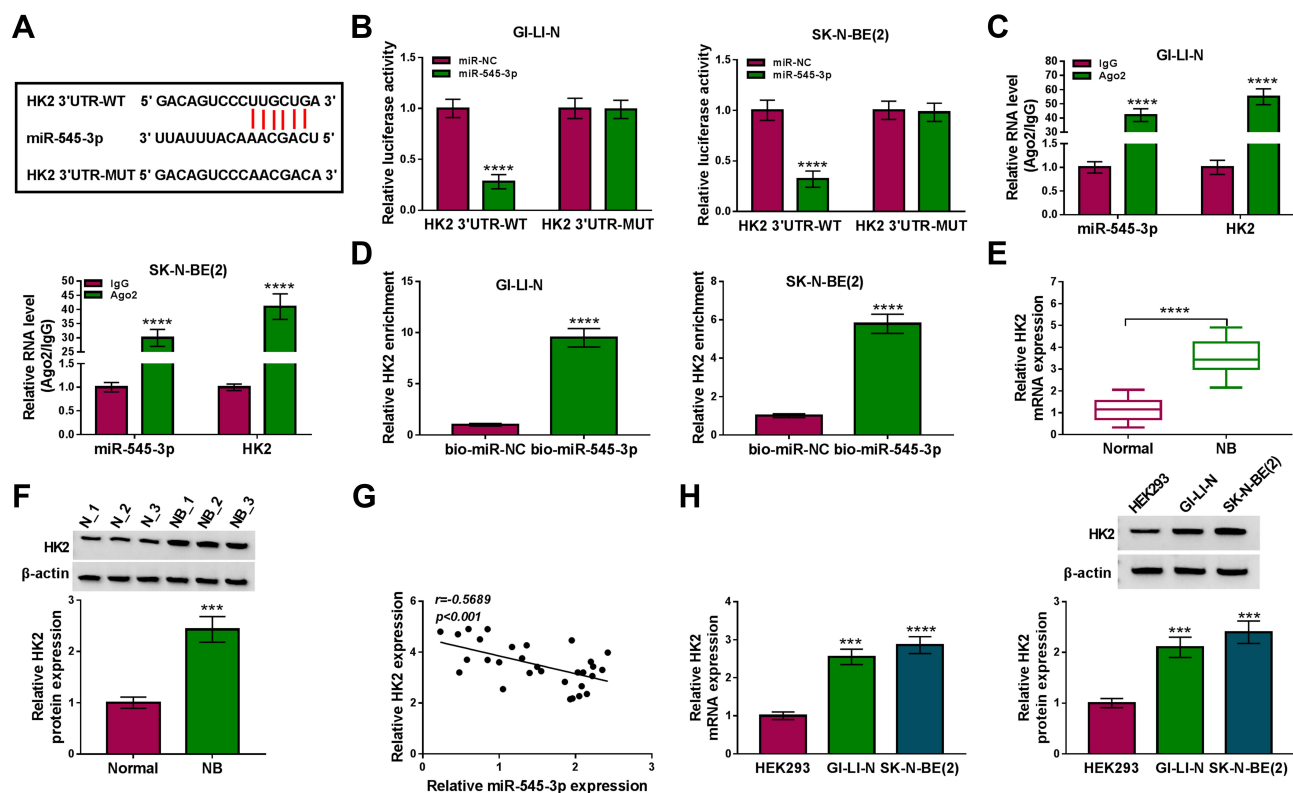 A
HK2 3'UTR-WT 5' GACAGUCCCUUGCUGA 3'
miR-545-3p 3' UUAUUUACAAACGACU 5'
HK2 3'UTR-MUT 5' GACAGUCCCAACGACA 3'
B
GI-LI-N
Relative luciferase activity
miR-NC
miR-545-3p
1.5
1.0
0.5
0.0
****
HK2 3'UTR-WT HK2 3'UTR-MUT
SK-N-BE(2)
Relative luciferase activity
miR-NC
miR-545-3p
1.5
1.0
0.5
0.0
****
HK2 3'UTR-WT HK2 3'UTR-MUT
C
GI-LI-N
Relative RNA level
(Ago2/IgG)
IgG
Ago2
80
70
60
50
40
30
1.5
1.0
0.5
0.0
****
****
miR-545-3p HK2
SK-N-BE(2)
Relative RNA level
(Ago2/IgG)
IgG
Ago2
50
45
40
35
30
25
1.5
1.0
0.5
0.0
****
****
miR-545-3p HK2
D
GI-LI-N
Relative HK2 enrichment
15
10
5
0
****
bio-miR-NC bio-miR-545-3p
SK-N-BE(2)
Relative HK2 enrichment
8
6
4
2
0
****
bio-miR-NC bio-miR-545-3p
E
Relative HK2
mRNA expression
7
6
5
4
3
2
1
0
****
Normal NB
F
N_1 N_2 N_3 NB_1 NB_2 NB_3
HK2
β-actin
Relative HK2
protein expression
3
2
1
0
***
Normal NB
G
Relative HK2 expression
r=-0.5689
p<0.001
6
4
2
0
0 1 2 3
Relative miR-545-3p expression
H
Relative HK2
mRNA expression
4
3
2
1
0
***
****
HEK293 GI-LI-N SK-N-BE(2)
HEK293 GI-LI-N SK-N-BE(2)
HK2
β-actin
Relative HK2
protein expression
3
2
1
0
***
***
HEK293 GI-LI-N SK-N-BE(2)